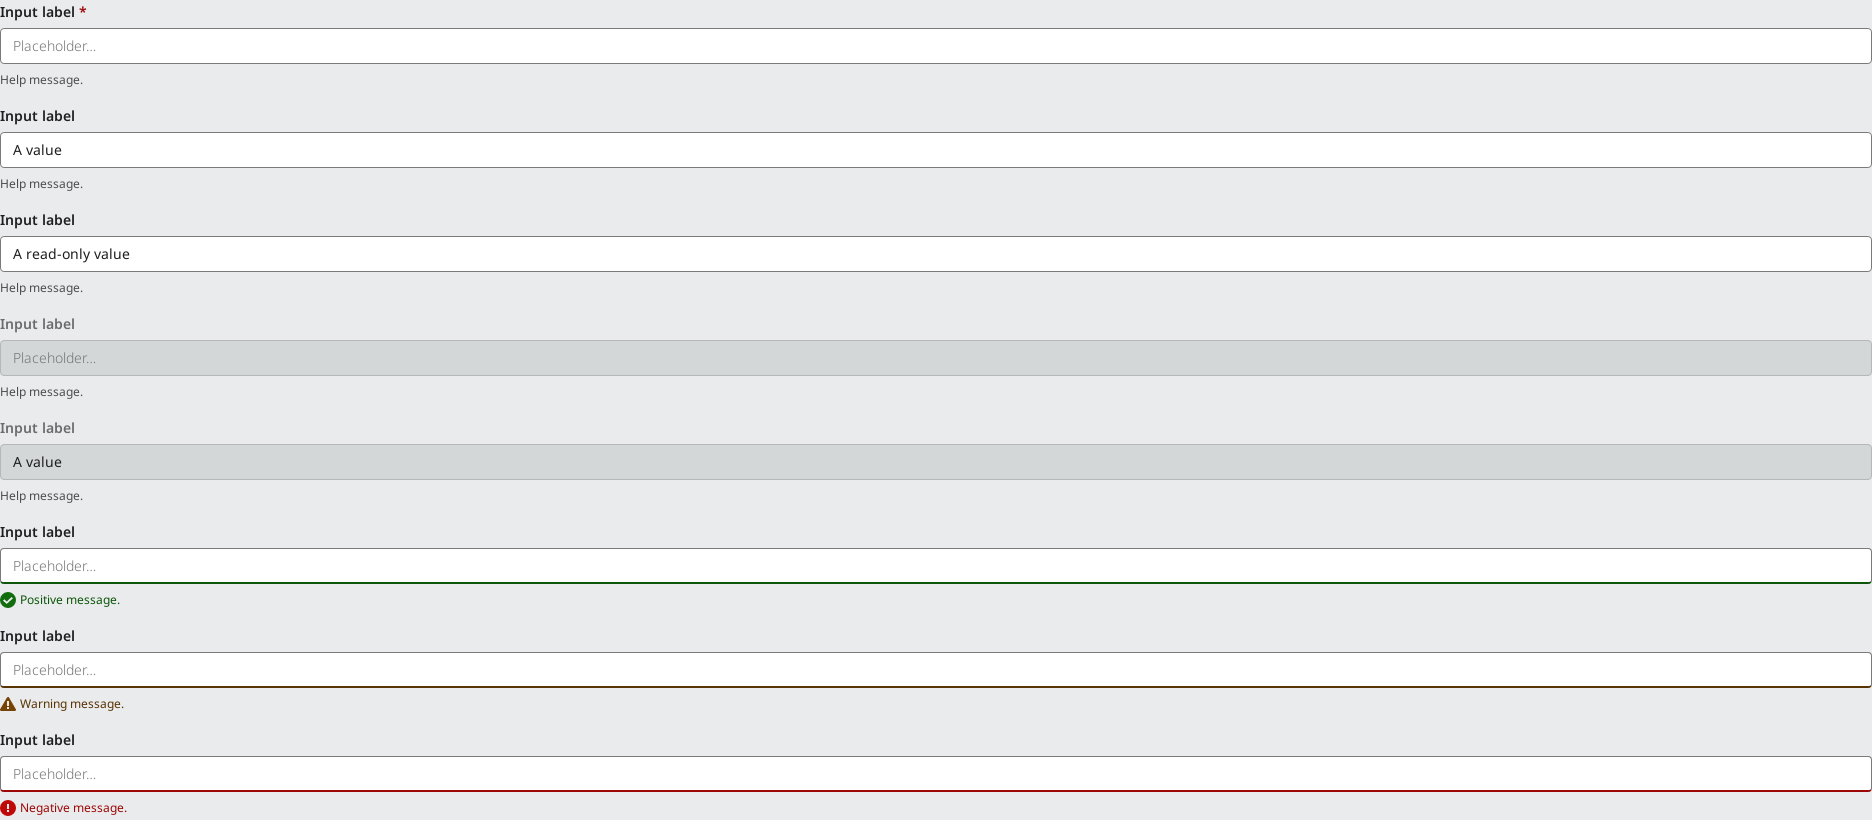 Input label *
Placeholder...
Help message.
Input label
A value
Help message.
Input label
A read-only value
Help message.
Input label
Placeholder...
Help message.
Input label
A value
Help message.
Input label
Placeholder...
Positive message.
Input label
Placeholder...
Warning message.
Input label
Placeholder...
Negative message.